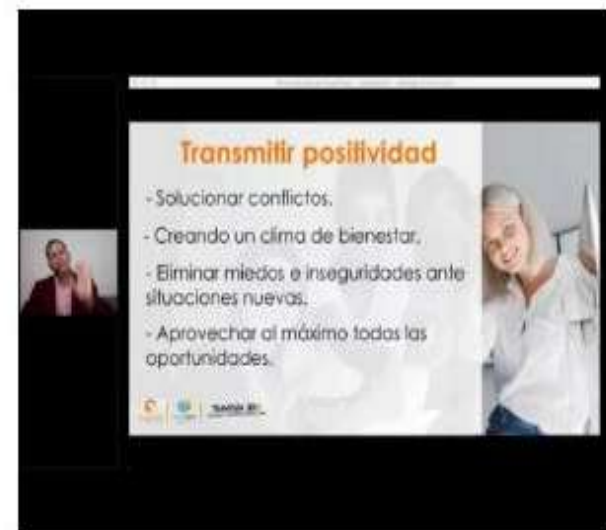 Transmitir positividad
- Solucionar conflictos.
- Creando un clima de bienestar.
- Eliminar miedos e inseguridades ante
situaciones nuevas.
- Aprovechar al máximo todas las
oportunidades.